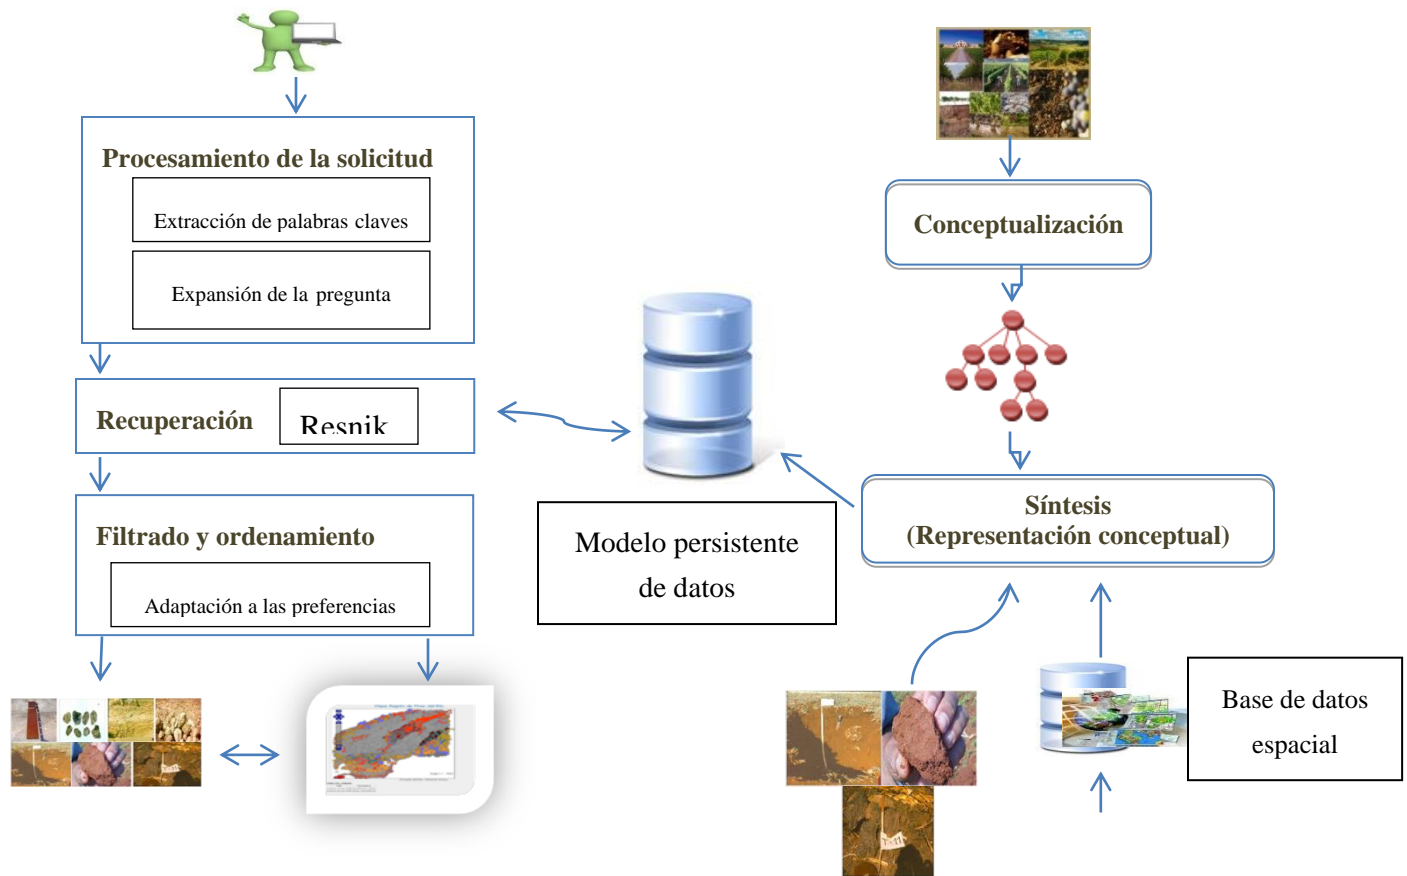 Procesamiento de la solicitud
Extracción de palabras claves
Expansión de la pregunta
Recuperación
Resnik
Filtrado y ordenamiento
Adaptación a las preferencias
Modelo persistente
de datos
Conceptualización
Síntesis
(Representación conceptual)
Base de datos
espacial